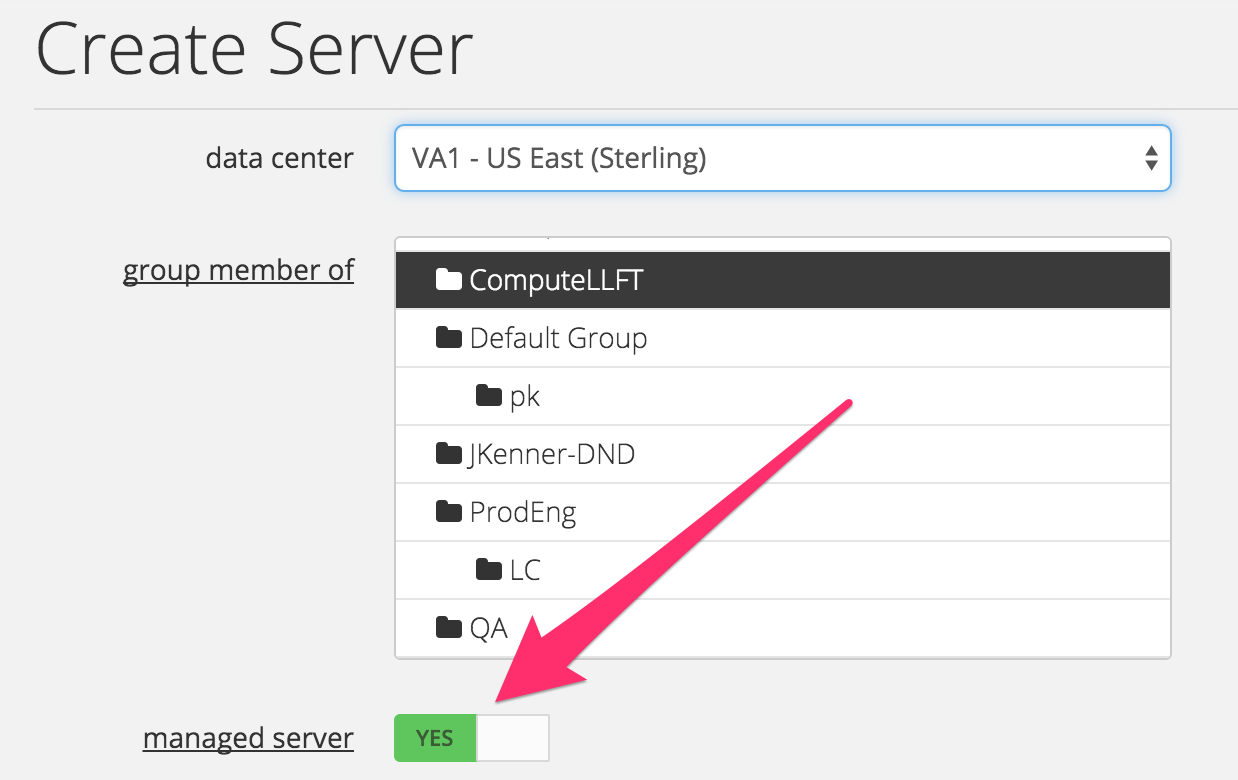 Create Server
data center
VA1 - US East (Sterling)
group member of
ComputeLLFT
Default Group
pk
JKenner-DND
ProdEng
LC
QA
managed server
YES